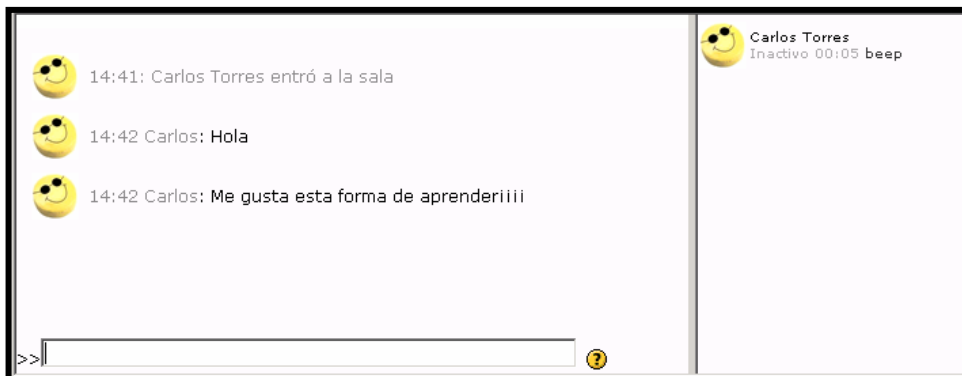 14:41: Carlos Torres entró a la sala
14:42 Carlos: Hola
14:42 Carlos: Me gusta esta forma de aprenderiiii
>>
?
Carlos Torres
Inactivo 00:05 beep